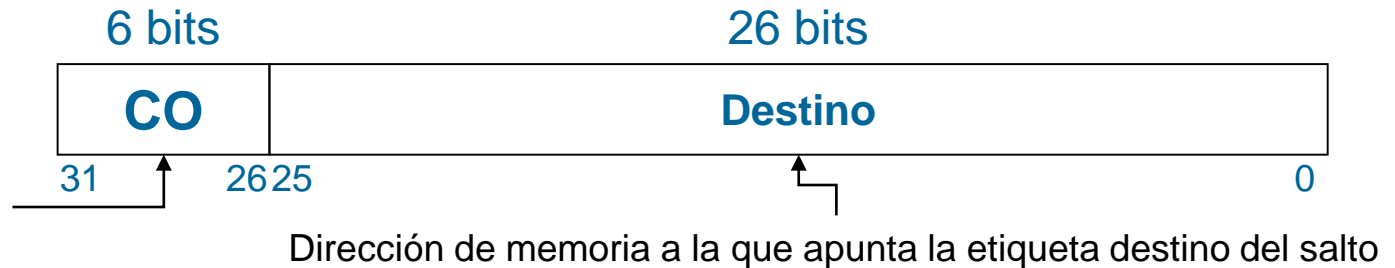 6 bits 26 bits
CO Destino
31 26 25 0
Dirección de memoria a la que apunta la etiqueta destino del salto